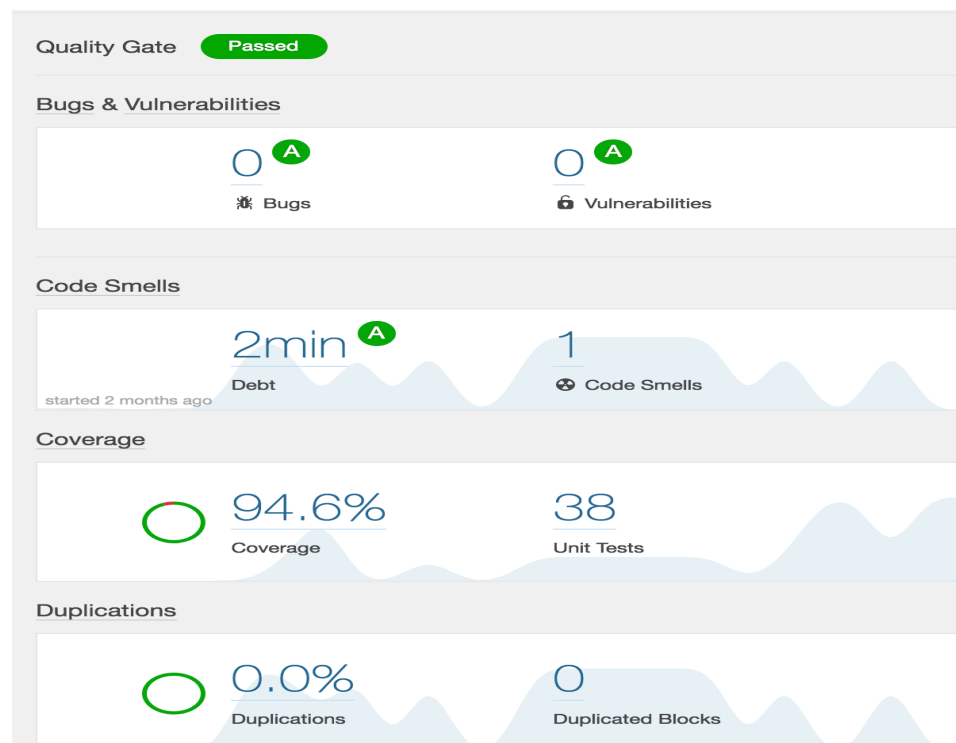 Quality Gate Passed
Bugs & Vulnerabilities
0 A 0 A
Bugs Vulnerabilities
Code Smells
2min A 1
Debt Code Smells
started 2 months ago
Coverage
94.6% 38
Coverage Unit Tests
Duplications
0.0% 0
Duplications Duplicated Blocks